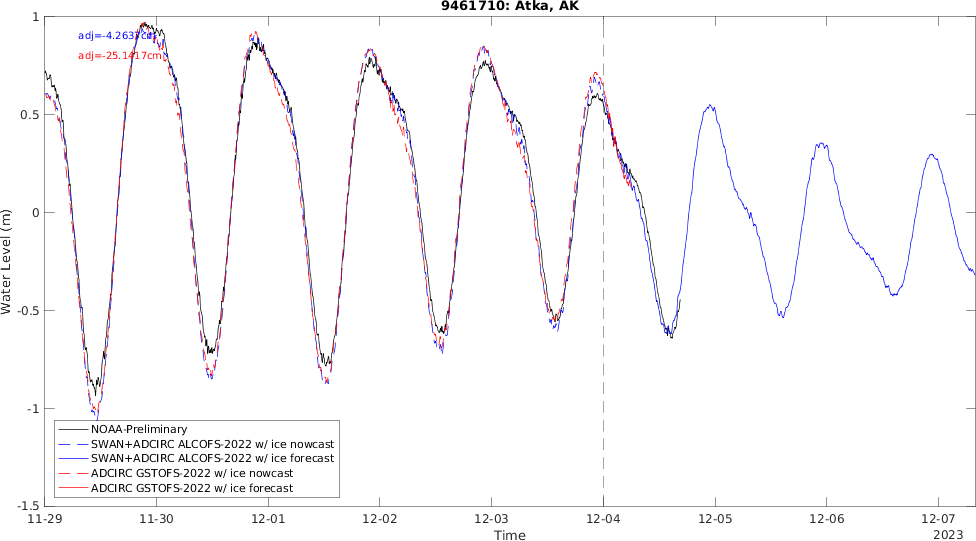 9461710: Atka, AK
adj=-4.2637cm
adj=-25.1417cm
Water Level (m)
1
0.5
0
-0.5
-1
-1.5
NOAA-Preliminary
SWAN+ADCIRC ALCOFS-2022 w/ ice nowcast
SWAN+ADCIRC ALCOFS-2022 w/ ice forecast
ADCIRC GSTOFS-2022 w/ ice nowcast
ADCIRC GSTOFS-2022 w/ ice forecast
11-29 11-30 12-01 12-02 12-03 12-04 12-05 12-06 12-07
Time
2023